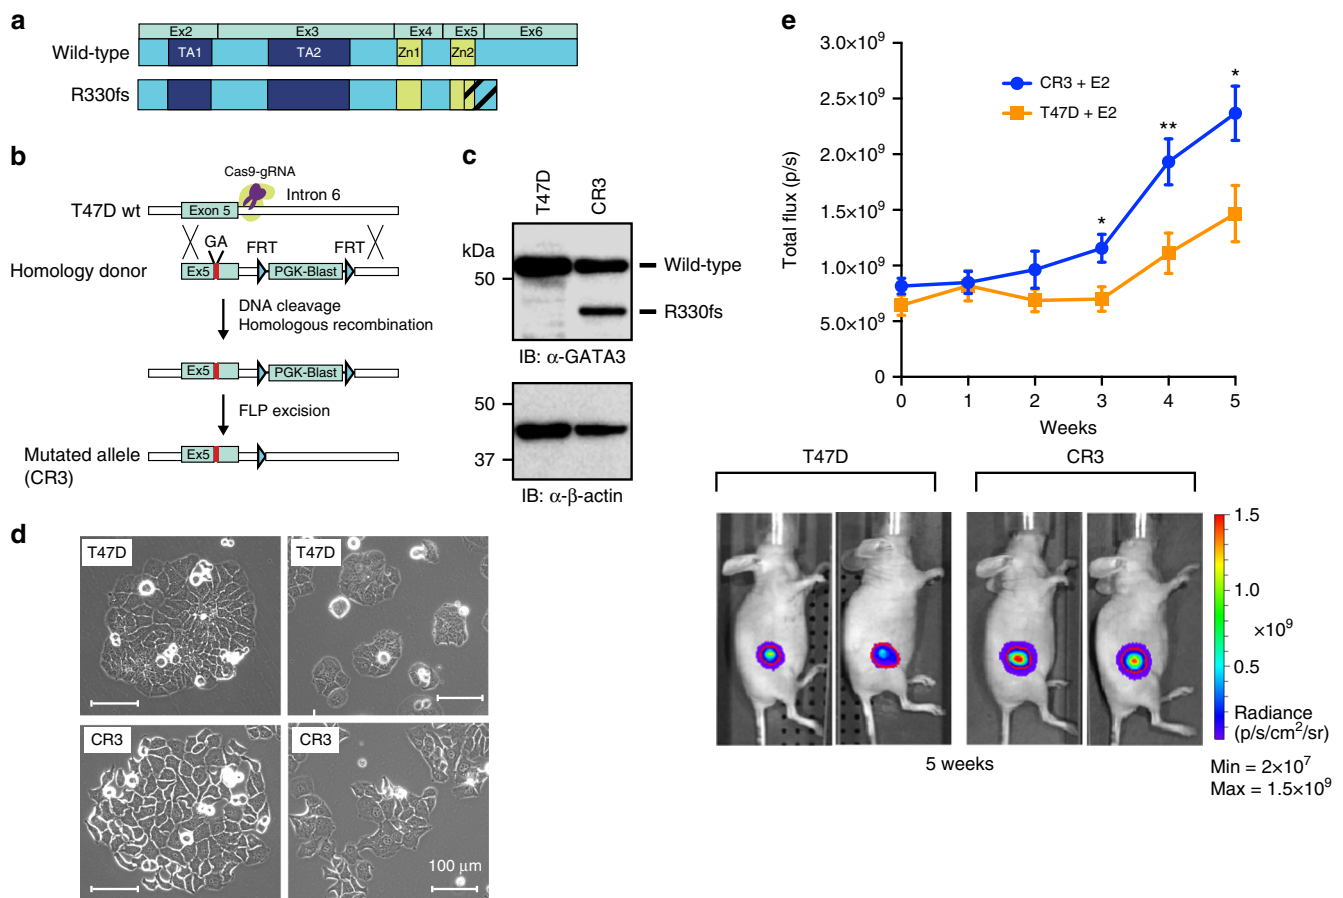 a
Ex2 Ex3 Ex4 Ex5 Ex6
Wild-type TA1 TA2 Zn1 Zn2
R330fs
b
Cas9-gRNA
Intron 6
T47D wt Exon 5
GA FRT FRT
Homology donor Ex5 PGK-Blast
DNA cleavage
Homologous recombination
Ex5 PGK-Blast
FLP excision
Mutated allele Ex5
(CR3)
c
T47D CR3
kDa
Wild-type
50
R330fs
IB: α-GATA3
50
37
IB: α-β-actin
d
T47D T47D
CR3 CR3
100 μm
e
3.0×10⁹
2.5×10⁹
2.0×10⁹
1.5×10⁹
1.0×10⁹
5.0×10⁹
0
Total flux (p/s)
CR3 + E2
T47D + E2
* ** *
0 1 2 3 4 5
Weeks
T47D CR3
1.5
1.0
×10⁹
0.5
Radiance
(p/s/cm²/sr)
5 weeks
Min = 2×10⁷
Max = 1.5×10⁹